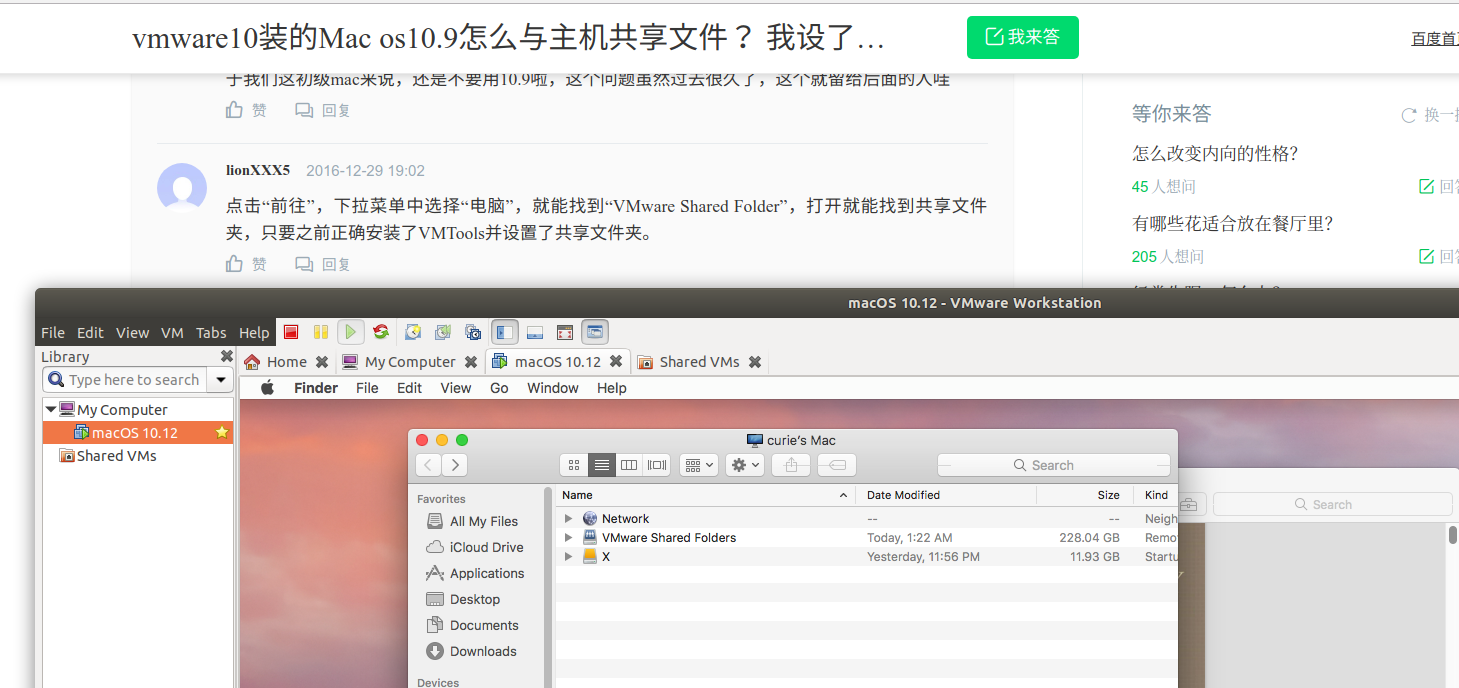 vmware10装的Mac os10.9怎么与主机共享文件？ 我设了...
我来答
百度首页
于我们这初级mac来说，还是不要用10.9啦，这个问题虽然过去很久了，这个就留给后面的人哇
赞 回复
等你来答
换一
怎么改变内向的性格？
45 人想问
回答
有哪些花适合放在餐厅里？
205 人想问
回答
lionXXX5 2016-12-29 19:02
点击“前往”，下拉菜单中选择“电脑”，就能找到“VMware Shared Folder”，打开就能找到共享文件
夹，只要之前正确安装了VMTools并设置了共享文件夹。
赞 回复
macOS 10.12 - VMware Workstation
File Edit View VM Tabs Help
Library
Type here to search
My Computer
macOS 10.12
Shared VMs
Home My Computer macOS 10.12 Shared VMs
Finder File Edit View Go Window Help
curie's Mac
Search
Search
Favorites
All My Files
iCloud Drive
Applications
Desktop
Documents
Downloads
Devices
Name Date Modified Size Kind
Network -- -- Neigh
VMware Shared Folders Today, 1:22 AM 228.04 GB Remo
X Yesterday, 11:56 PM 11.93 GB Startu